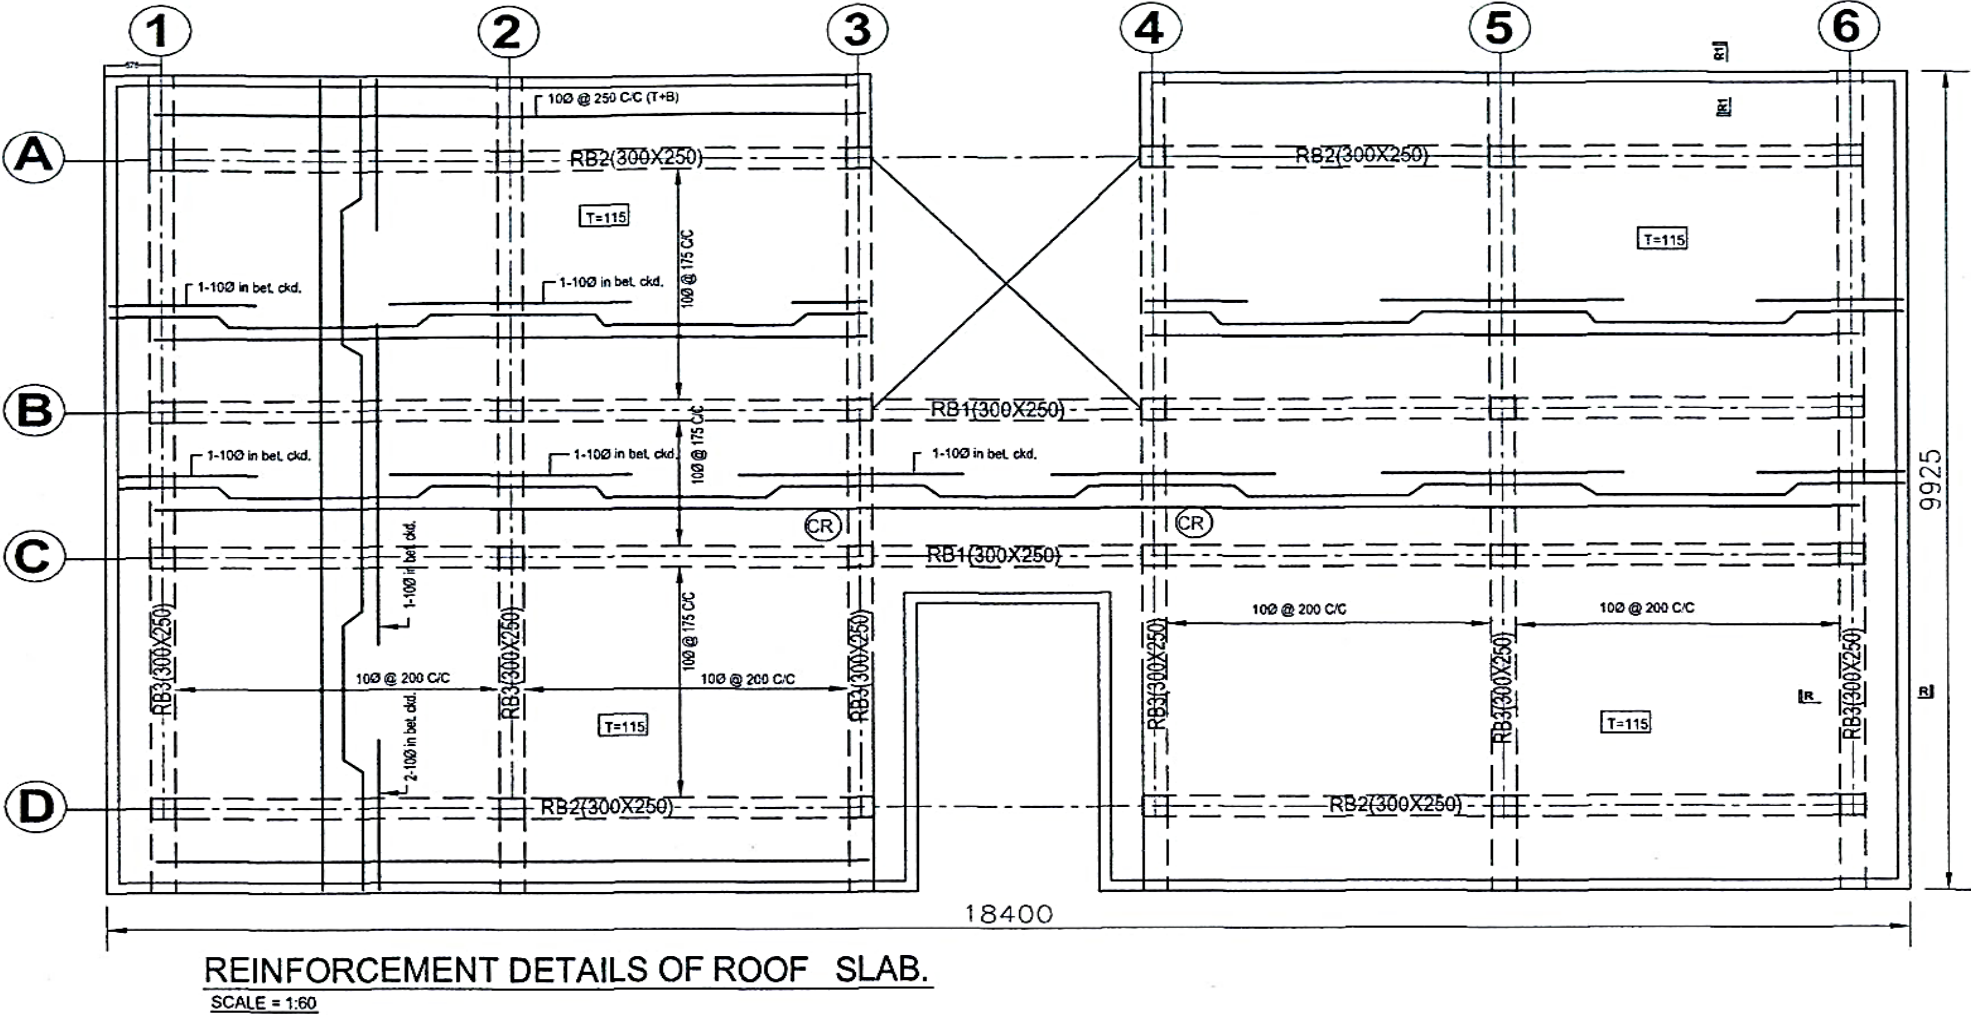 1 2 3 4 5 6
R1
575
10Ø @ 250 C/C (T+B)
R1
A RB2(300X250) RB2(300X250)
T=115
T=115
10Ø @ 175 C/C
1-10Ø in bet. ckd. 1-10Ø in bet. ckd.
B RB1(300X250)
10Ø @ 175 C/C
1-10Ø in bet. ckd. 1-10Ø in bet. ckd. 1-10Ø in bet. ckd.
9925
CR CR
C RB1(300X250)
1-10Ø in bet. ckd.
10Ø @ 175 C/C
10Ø @ 200 C/C 10Ø @ 200 C/C
RB3(300X250) RB3(300X250) RB3(300X250) RB3(300X250) RB3(300X250) RB3(300X250)
10Ø @ 200 C/C 10Ø @ 200 C/C
R R
2-10Ø in bet. ckd.
T=115 T=115
D RB2(300X250) RB2(300X250)
18400
REINFORCEMENT DETAILS OF ROOF SLAB.
SCALE = 1:60